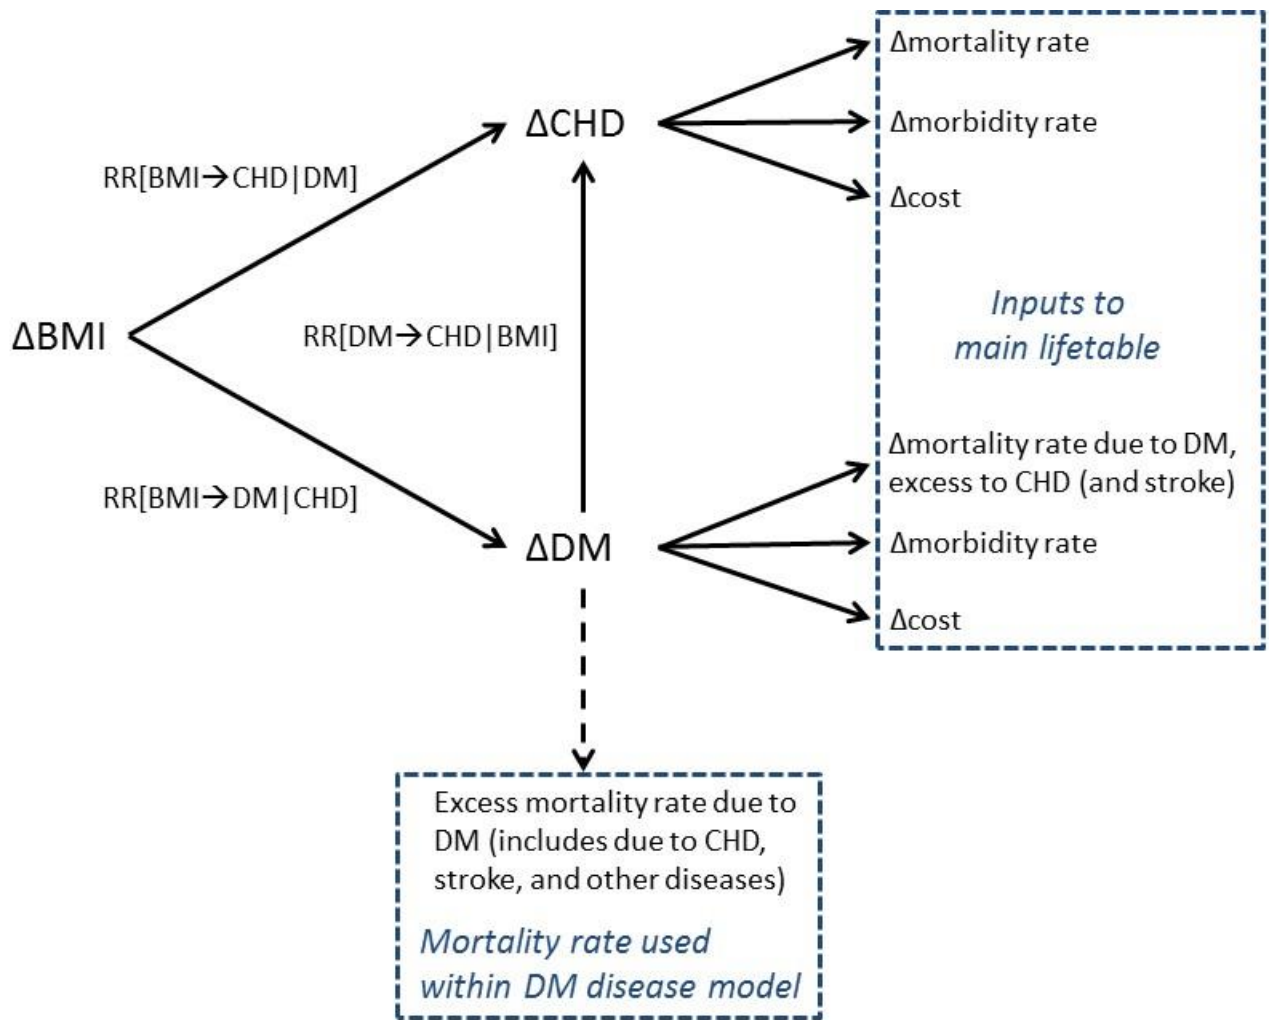 Δmortality rate
ΔCHD
Δmorbidity rate
RR[BMI→CHD|DM]
Δcost
Inputs to
main lifetable
ΔBMI
RR[DM→CHD|BMI]
Δmortality rate due to DM,
excess to CHD (and stroke)
RR[BMI→DM|CHD]
ΔDM
Δmorbidity rate
Δcost
Excess mortality rate due to
DM (includes due to CHD,
stroke, and other diseases)
Mortality rate used
within DM disease model